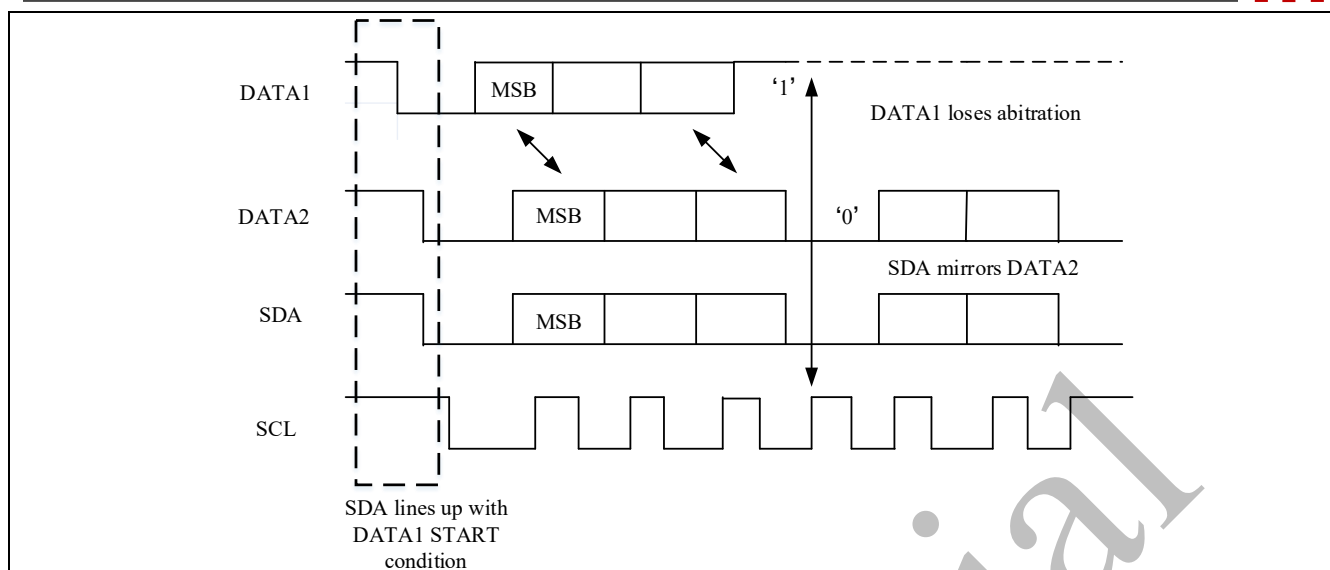 DATA1
MSB
‘1’
DATA1 loses abitration
DATA2
MSB
‘0’
SDA mirrors DATA2
SDA
MSB
SCL
SDA lines up with
DATA1 START
condition
ial